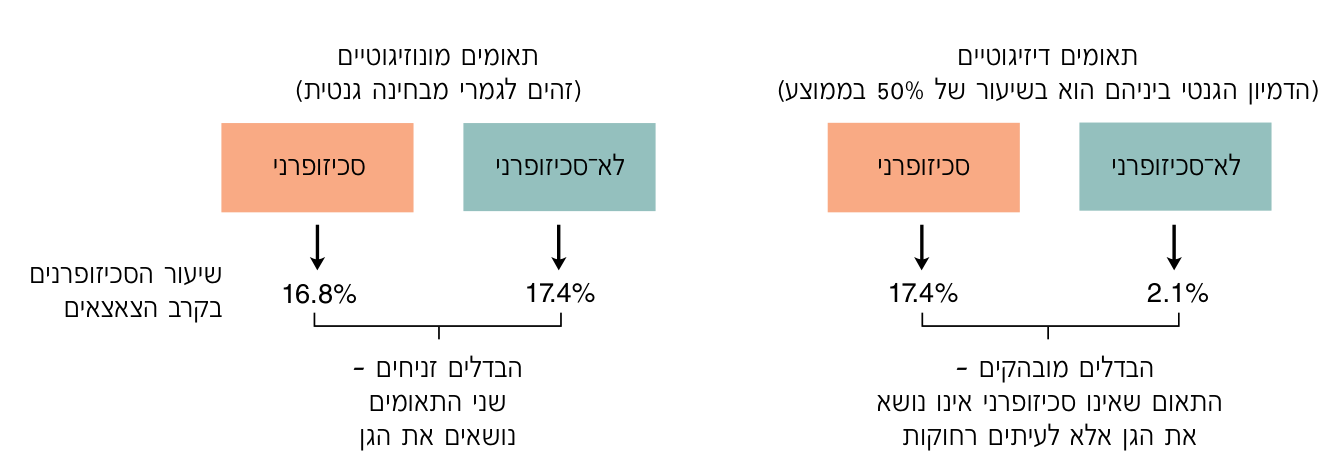 תאומים מונוזיגוטיים
(זהים לגמרי מבחינה גנטית)
סכיזופרני
לא־סכיזופרני
שיעור הסכיזופרנים
בקרב הצאצאים
16.8%
17.4%
הבדלים זניחים –
שני התאומים
נושאים את הגן
תאומים דיזיגוטיים
(הדמיון הגנטי ביניהם הוא בשיעור של 50% בממוצע)
סכיזופרני
לא־סכיזופרני
17.4%
2.1%
הבדלים מובהקים –
התאום שאינו סכיזופרני אינו נושא
את הגן אלא לעיתים רחוקות